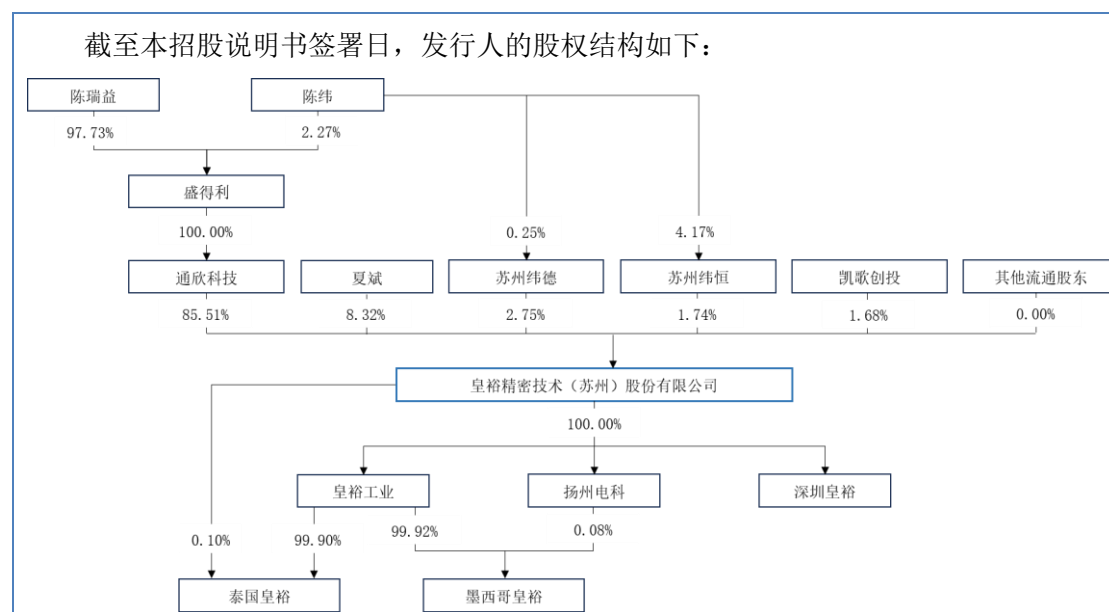 截至本招股说明书签署日，发行人的股权结构如下：
陈瑞益
陈纬
97.73%
2.27%
盛得利
100.00%
0.25%
4.17%
通欣科技
夏斌
苏州纬德
苏州纬恒
凯歌创投
其他流通股东
85.51%
8.32%
2.75%
1.74%
1.68%
0.00%
皇裕精密技术（苏州）股份有限公司
100.00%
皇裕工业
扬州电科
深圳皇裕
0.10%
99.90%
99.92%
0.08%
泰国皇裕
墨西哥皇裕